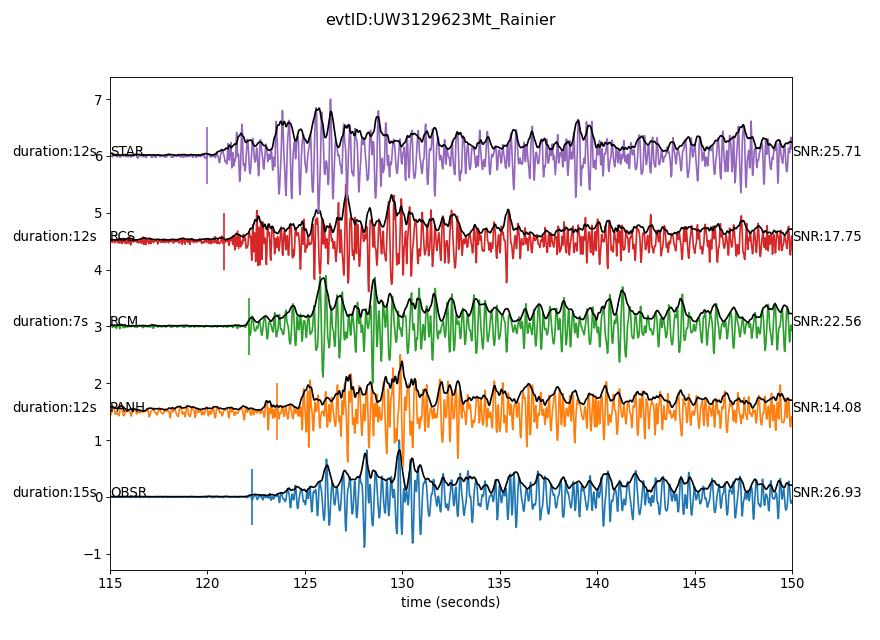 evtID:UW3129623Mt_Rainier
7
duration:12s 6 STAR SNR:25.71
5
duration:12s RCS SNR:17.75
4
duration:7s 3 RCM SNR:22.56
2
duration:12s PANH SNR:14.08
1
duration:15s 0 OBSR SNR:26.93
−1
115 120 125 130 135 140 145 150
time (seconds)